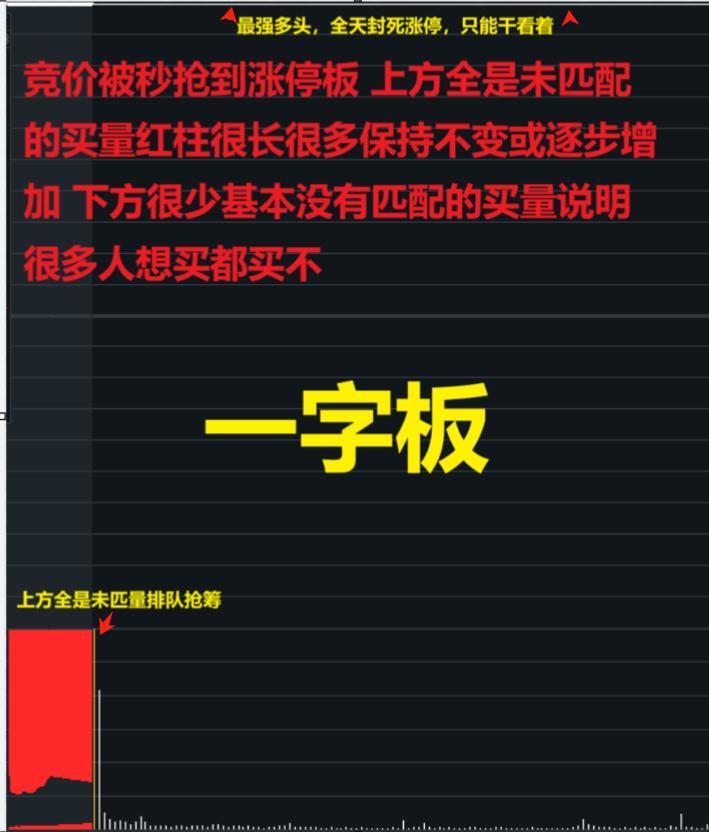 最强多头，全天封死涨停，只能干看着
竞价被秒抢到涨停板 上方全是未匹配
的买量红柱很长很多保持不变或逐步增
加 下方很少基本没有匹配的买量说明
很多人想买都买不
一字板
上方全是未匹量排队抢筹